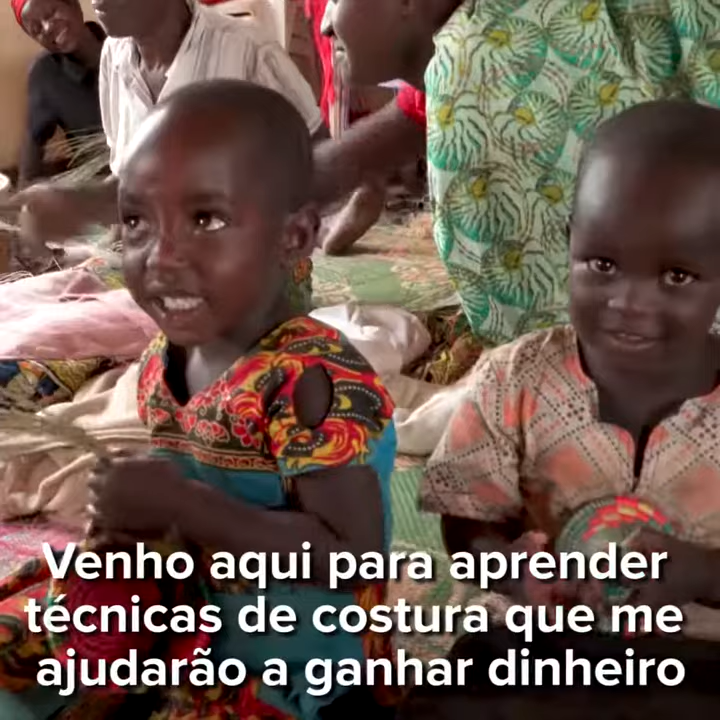 Venho aqui para aprender
técnicas de costura que me
ajudarão a ganhar dinheiro